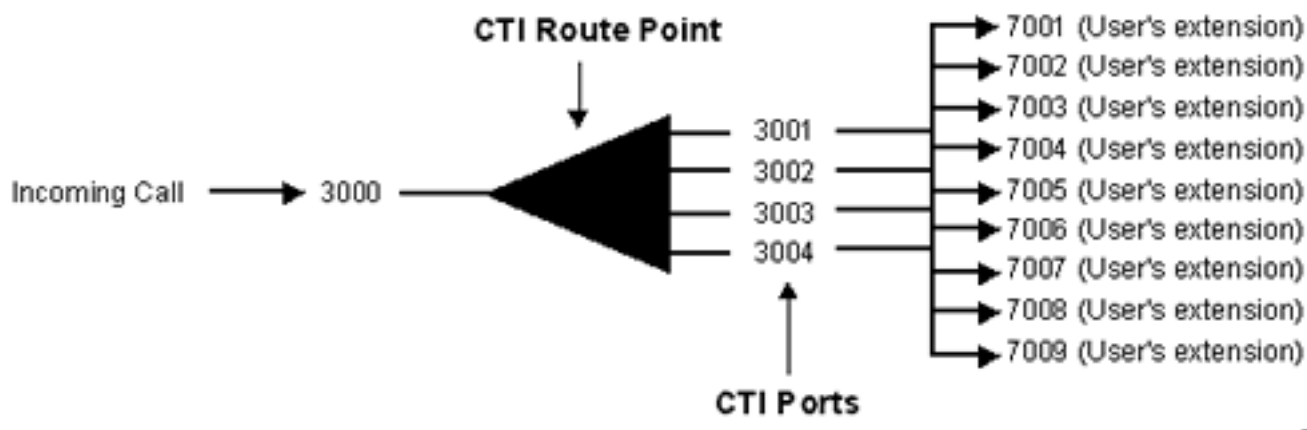 CTI Route Point
Incoming Call
3000
3001
3002
3003
3004
CTI Ports
7001 (User's extension)
7002 (User's extension)
7003 (User's extension)
7004 (User's extension)
7005 (User's extension)
7006 (User's extension)
7007 (User's extension)
7008 (User's extension)
7009 (User's extension)